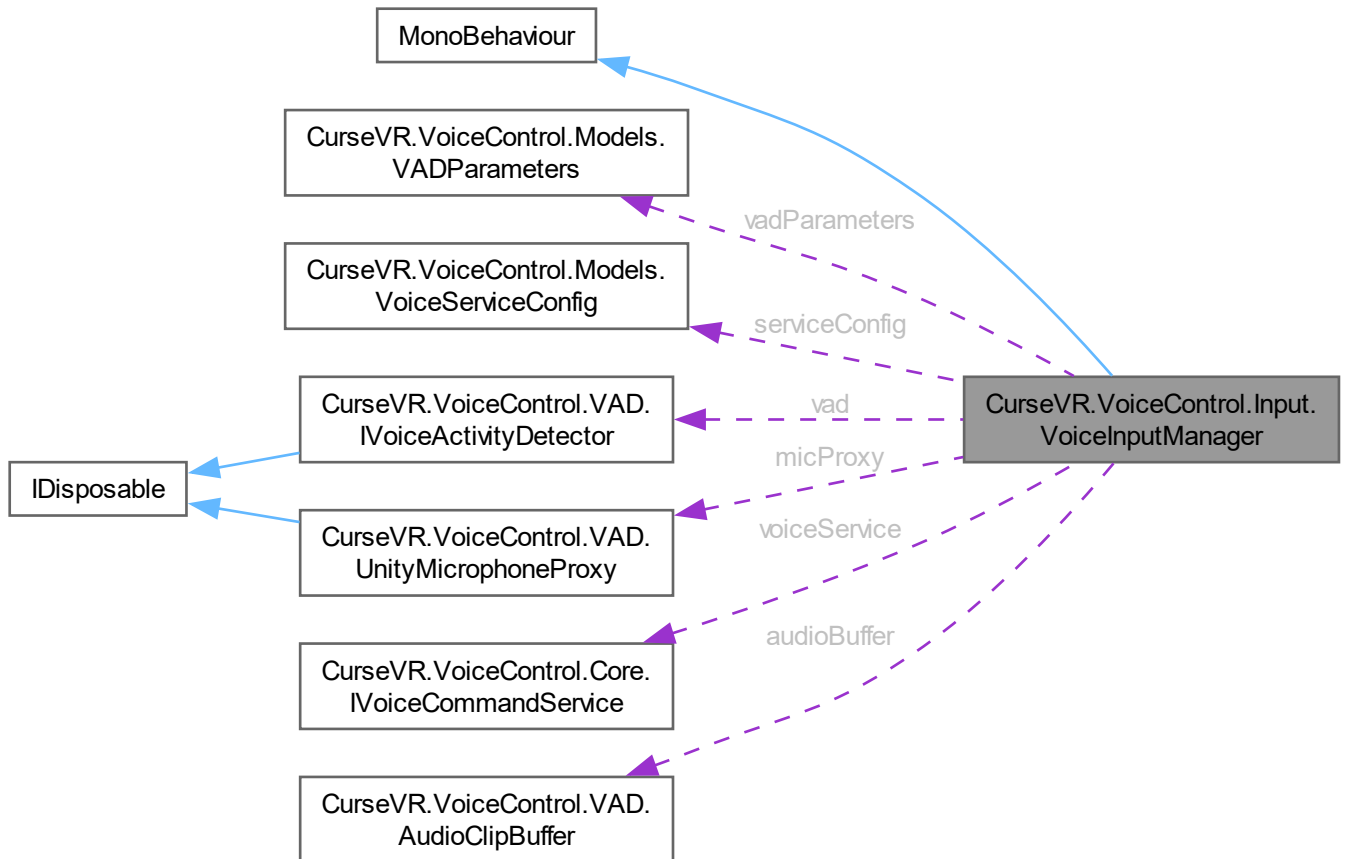 MonoBehaviour
CurseVR.VoiceControl.Models.
VADParameters
vadParameters
CurseVR.VoiceControl.Models.
VoiceServiceConfig
serviceConfig
CurseVR.VoiceControl.VAD.
IVoiceActivityDetector
vad
CurseVR.VoiceControl.Input.
VoiceInputManager
micProxy
IDisposable
CurseVR.VoiceControl.VAD.
UnityMicrophoneProxy
voiceService
CurseVR.VoiceControl.Core.
IVoiceCommandService
audioBuffer
CurseVR.VoiceControl.VAD.
AudioClipBuffer